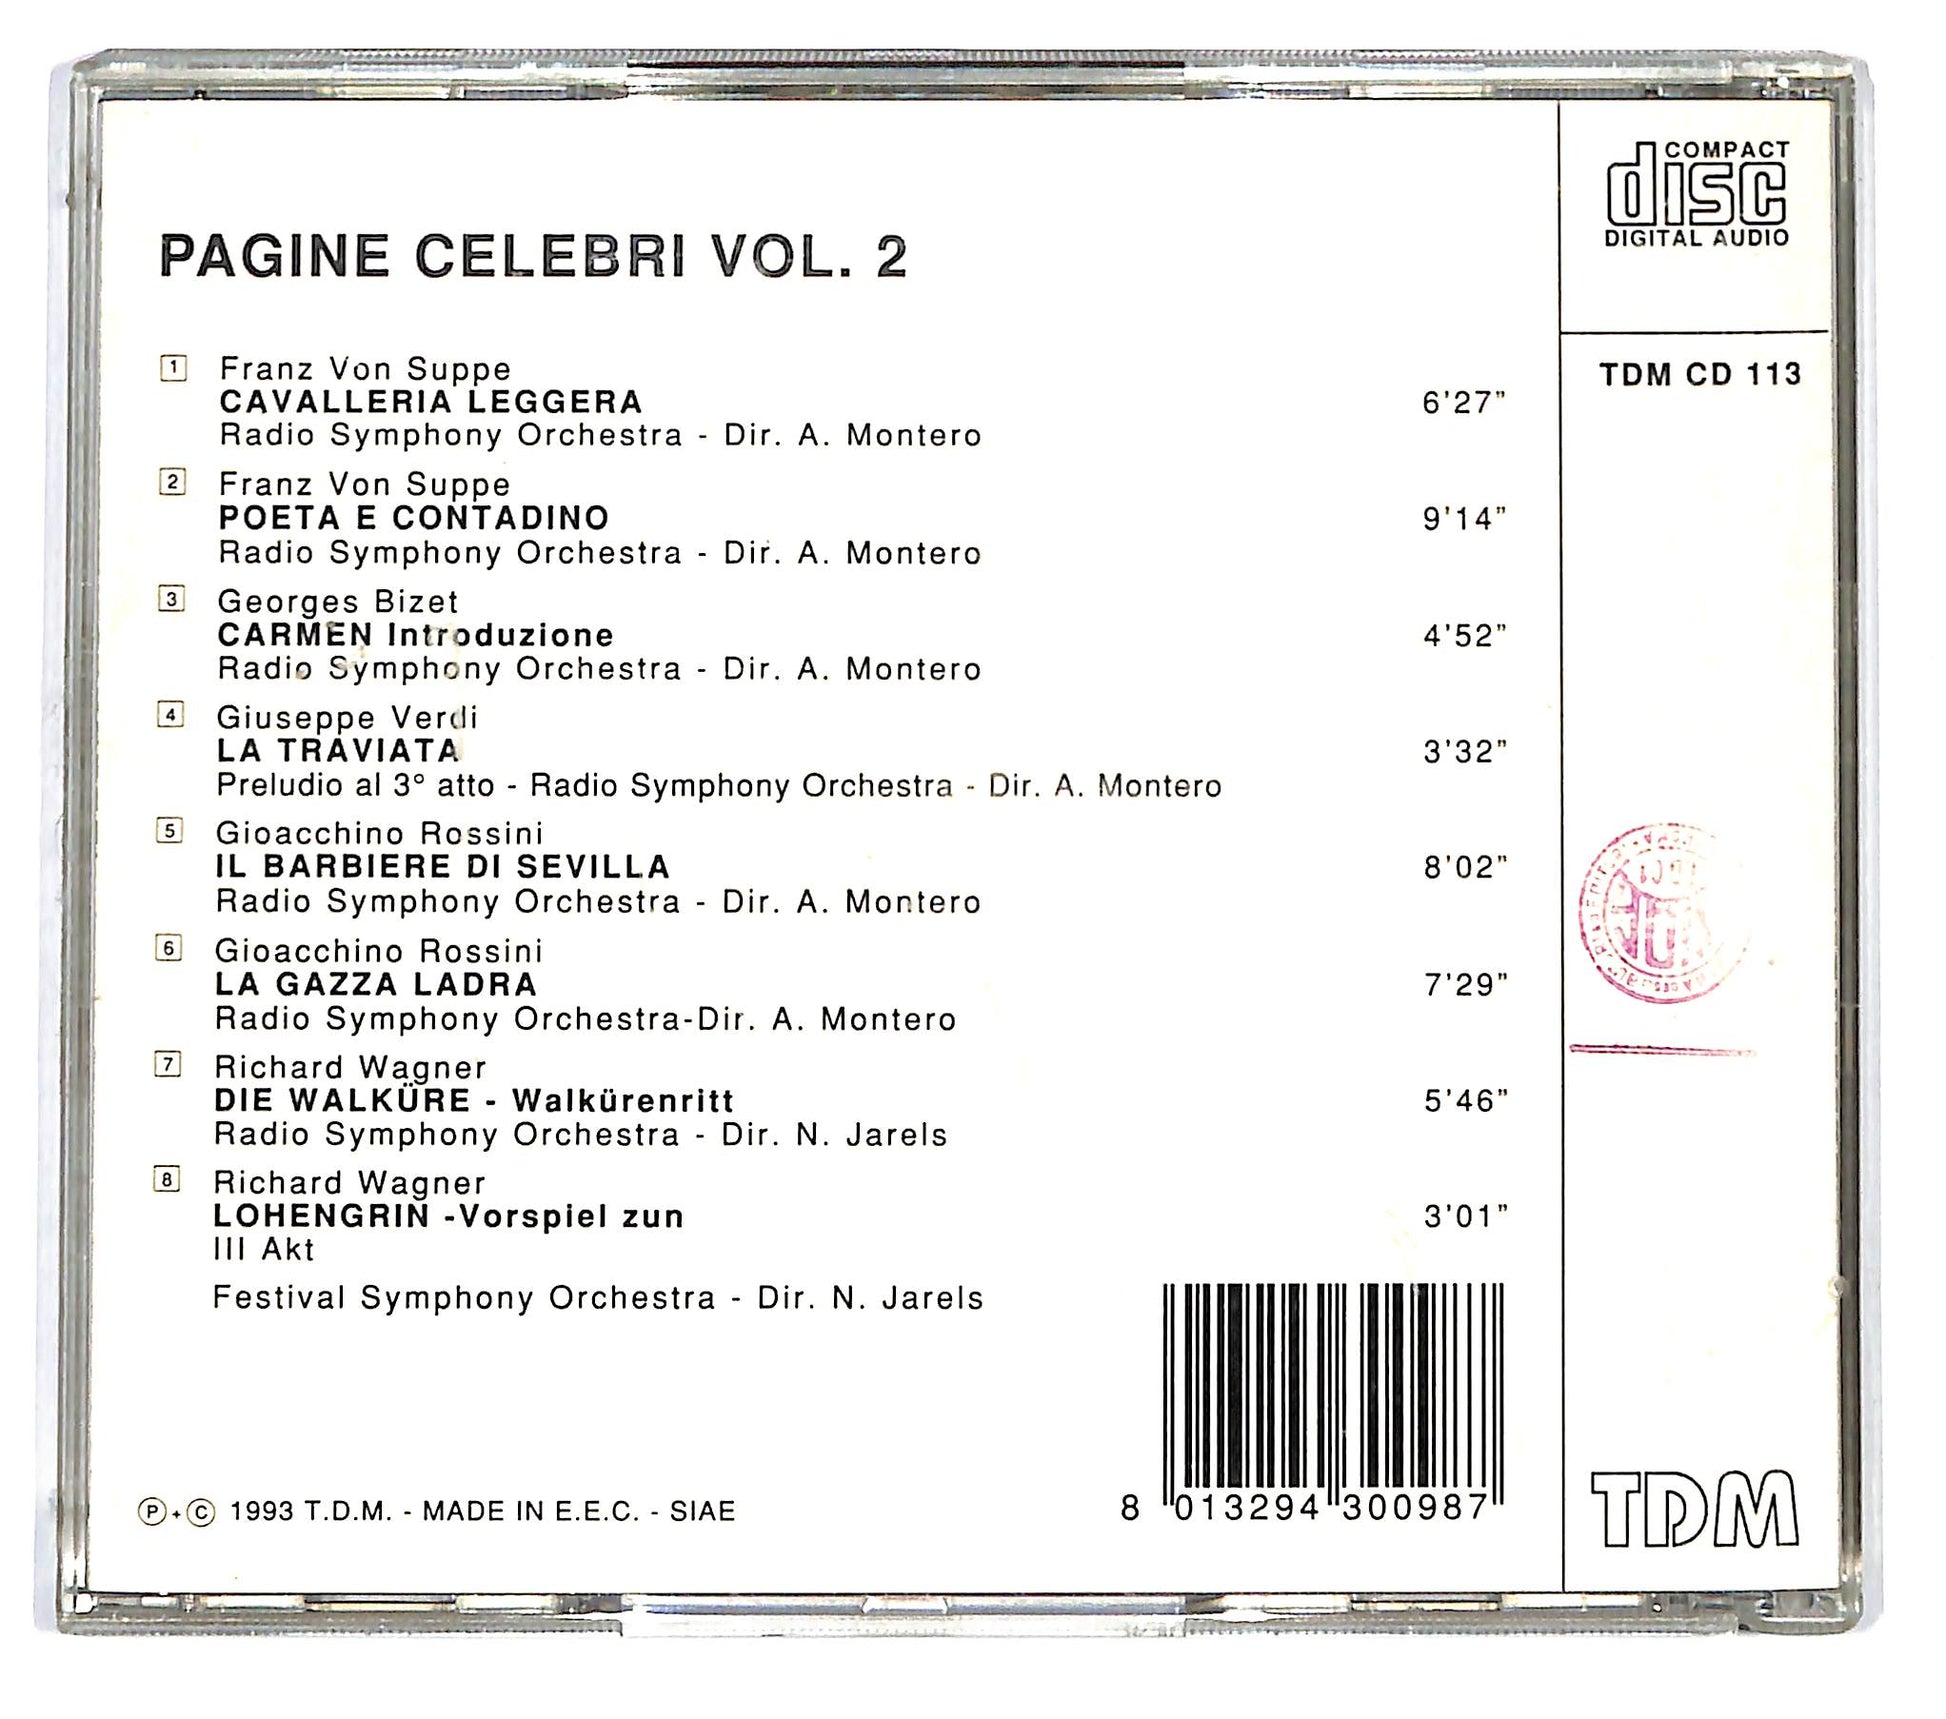 COMPACT
disc
DIGITAL AUDIO
PAGINE CELEBRI VOL. 2
TDM CD 113
1 Franz Von Suppe
CAVALLERIA LEGGERA 6'27"
Radio Symphony Orchestra - Dir. A. Montero
2 Franz Von Suppe
POETA E CONTADINO 9'14"
Radio Symphony Orchestra - Dir. A. Montero
3 Georges Bizet
CARMEN Introduzione 4'52"
Radio Symphony Orchestra - Dir. A. Montero
4 Giuseppe Verdi
LA TRAVIATA 3'32"
Preludio al 3° atto - Radio Symphony Orchestra - Dir. A. Montero
5 Gioacchino Rossini
IL BARBIERE DI SEVILLA 8'02"
Radio Symphony Orchestra - Dir. A. Montero
6 Gioacchino Rossini
LA GAZZA LADRA 7'29"
Radio Symphony Orchestra-Dir. A. Montero
7 Richard Wagner
DIE WALKÜRE - Walkürenritt 5'46"
Radio Symphony Orchestra - Dir. N. Jarels
8 Richard Wagner
LOHENGRIN -Vorspiel zun 3'01"
III Akt
Festival Symphony Orchestra - Dir. N. Jarels
Ⓟ+© 1993 T.D.M. - MADE IN E.E.C. - SIAE
8 013294 300987
TDM